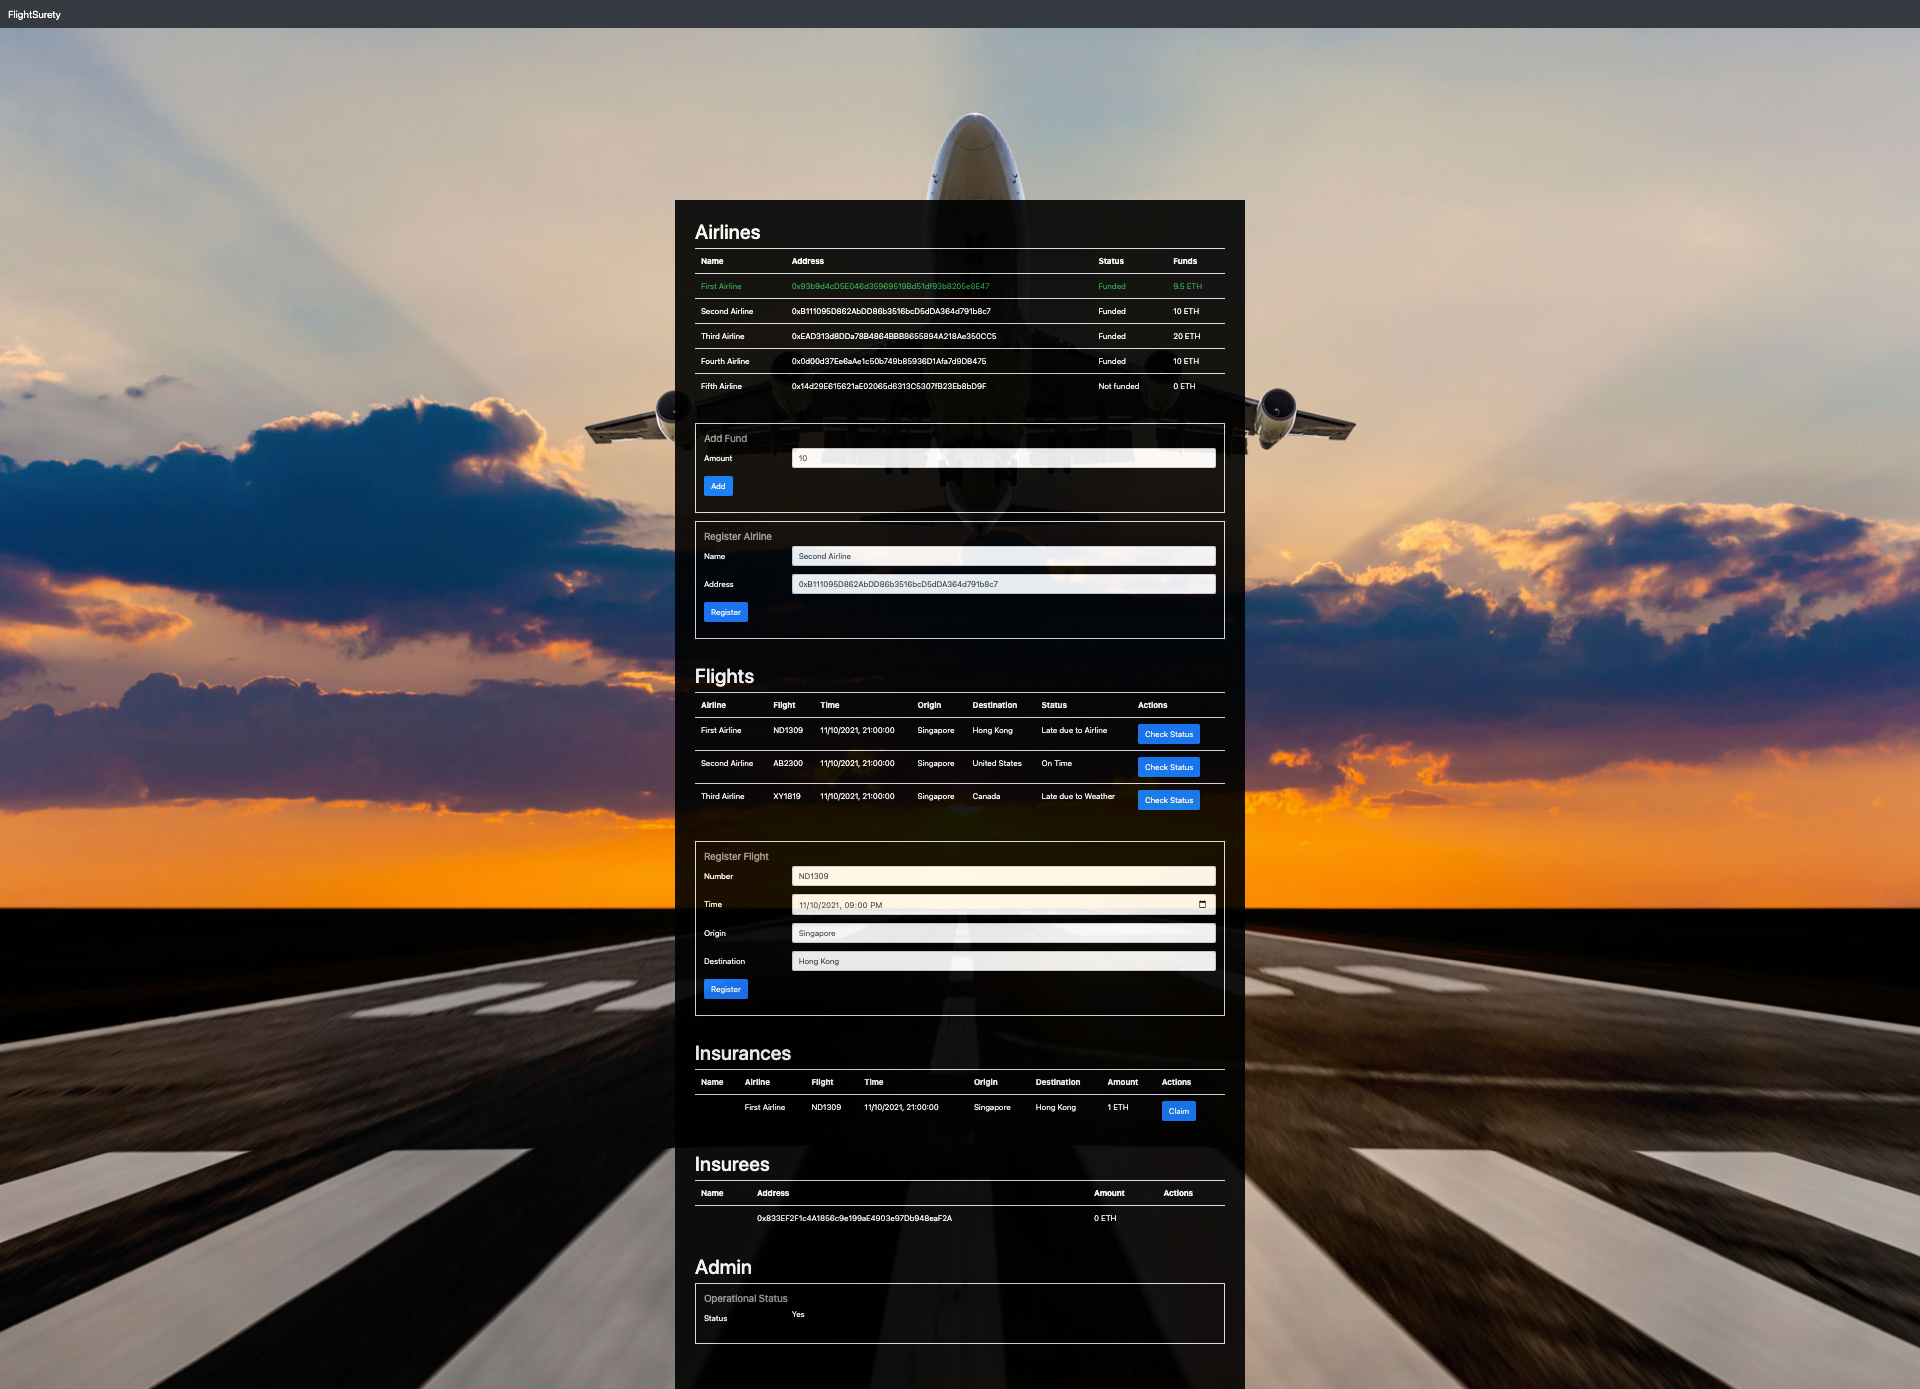 FlightSurety
Airlines
Name Address Status Funds
First Airline 0x93b9d4cD5E046d35969519Bd51df93b8205e8E47 Funded 9.5 ETH
Second Airline 0xB111095D862AbDD86b3516bcD5dDA364d791b8c7 Funded 10 ETH
Third Airline 0xEAD313d8DDa78B4864BBB8655894A218Ae350CC5 Funded 20 ETH
Fourth Airline 0x0d00d37Ee6aAe1c50b749b85936D1Afa7d9DB475 Funded 10 ETH
Fifth Airline 0x14d29E615621aE02065d6313C5307fB23Eb8bD9F Not funded 0 ETH
Add Fund
Amount 10
Add
Register Airline
Name Second Airline
Address 0xB111095D862AbDD86b3516bcD5dDA364d791b8c7
Register
Flights
Airline Flight Time Origin Destination Status Actions
First Airline ND1309 11/10/2021, 21:00:00 Singapore Hong Kong Late due to Airline Check Status
Second Airline AB2300 11/10/2021, 21:00:00 Singapore United States On Time Check Status
Third Airline XY1819 11/10/2021, 21:00:00 Singapore Canada Late due to Weather Check Status
Register Flight
Number ND1309
Time 11/10/2021, 09:00 PM
Origin Singapore
Destination Hong Kong
Register
Insurances
Name Airline Flight Time Origin Destination Amount Actions
First Airline ND1309 11/10/2021, 21:00:00 Singapore Hong Kong 1 ETH Claim
Insurees
Name Address Amount Actions
0x833EF2F1c4A1856c9e199aE4903e97Db948eaF2A 0 ETH
Admin
Operational Status
Status Yes